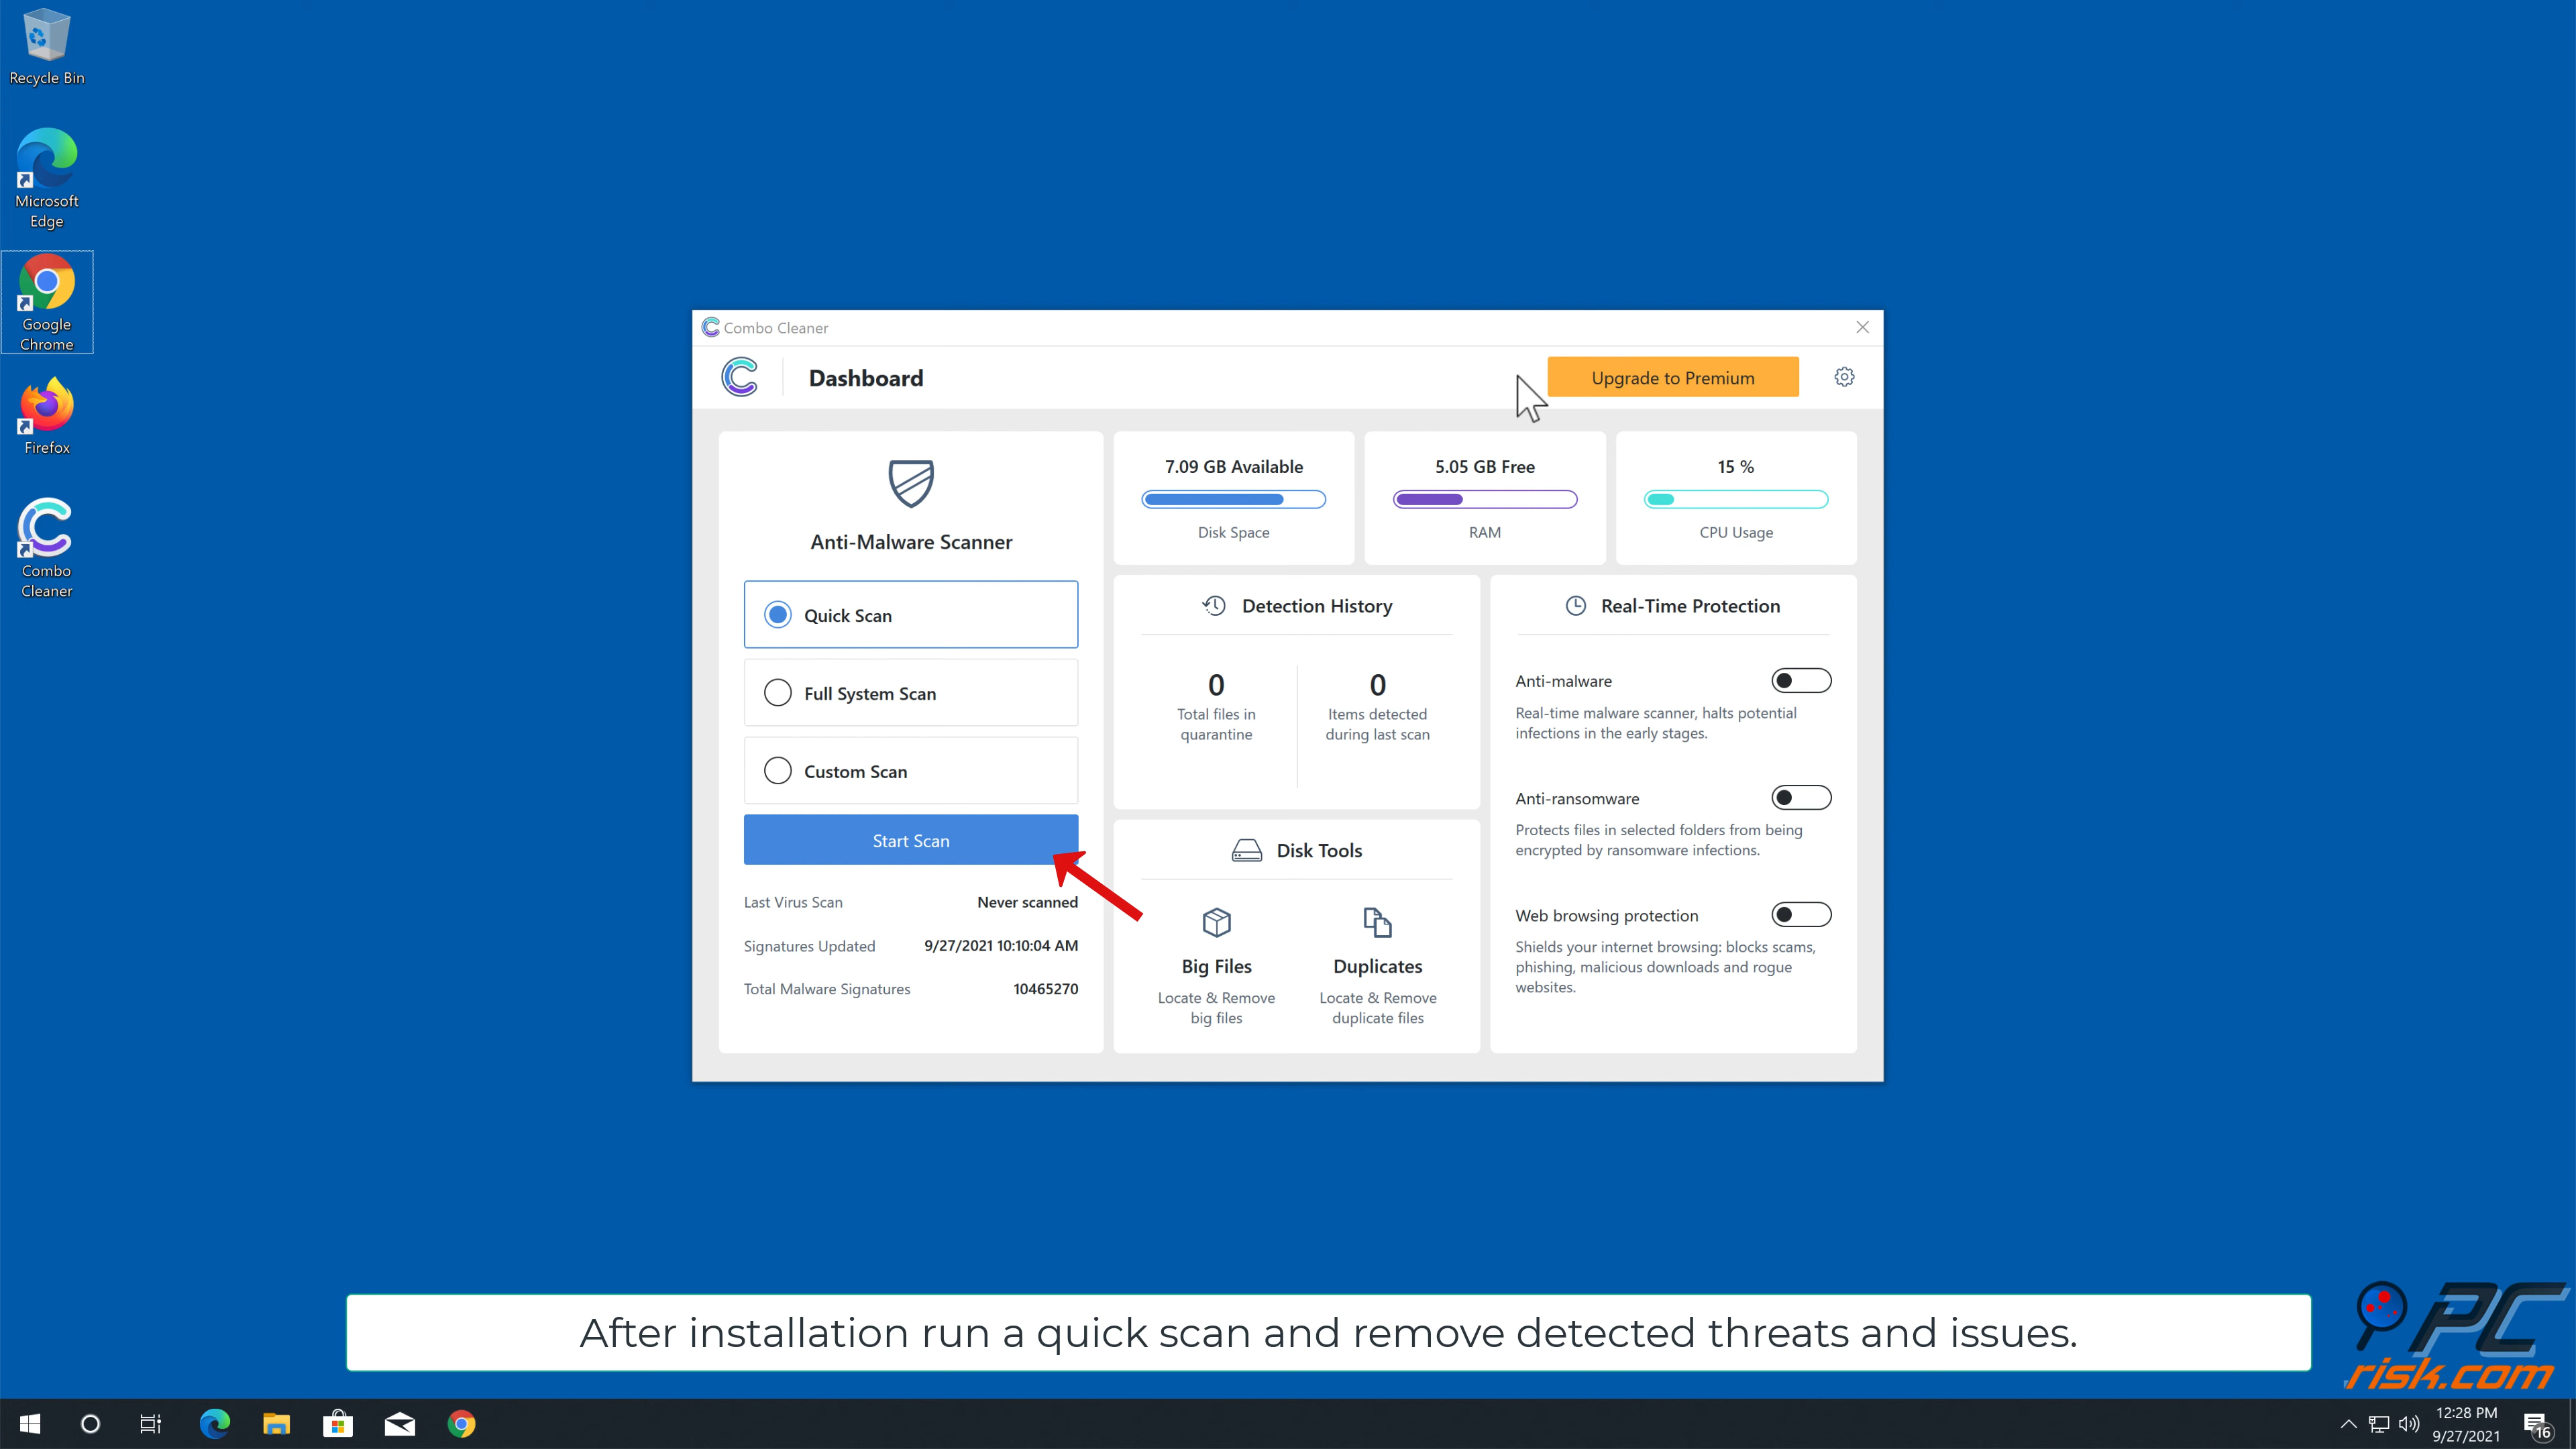 Recycle Bin
Microsoft
Edge
Google
Chrome
Firefox
Combo
Cleaner
Combo Cleaner
Dashboard
Upgrade to Premium
Anti-Malware Scanner
Quick Scan
Full System Scan
Custom Scan
Start Scan
Last Virus Scan Never scanned
Signatures Updated 9/27/2021 10:10:04 AM
Total Malware Signatures 10465270
7.09 GB Available
Disk Space
5.05 GB Free
RAM
15 %
CPU Usage
Detection History
0
Total files in
quarantine
0
Items detected
during last scan
Disk Tools
Big Files
Locate & Remove
big files
Duplicates
Locate & Remove
duplicate files
Real-Time Protection
Anti-malware
Real-time malware scanner, halts potential
infections in the early stages.
Anti-ransomware
Protects files in selected folders from being
encrypted by ransomware infections.
Web browsing protection
Shields your internet browsing: blocks scams,
phishing, malicious downloads and rogue
websites.
After installation run a quick scan and remove detected threats and issues.
PC
risk.com
12:28 PM
9/27/2021
16